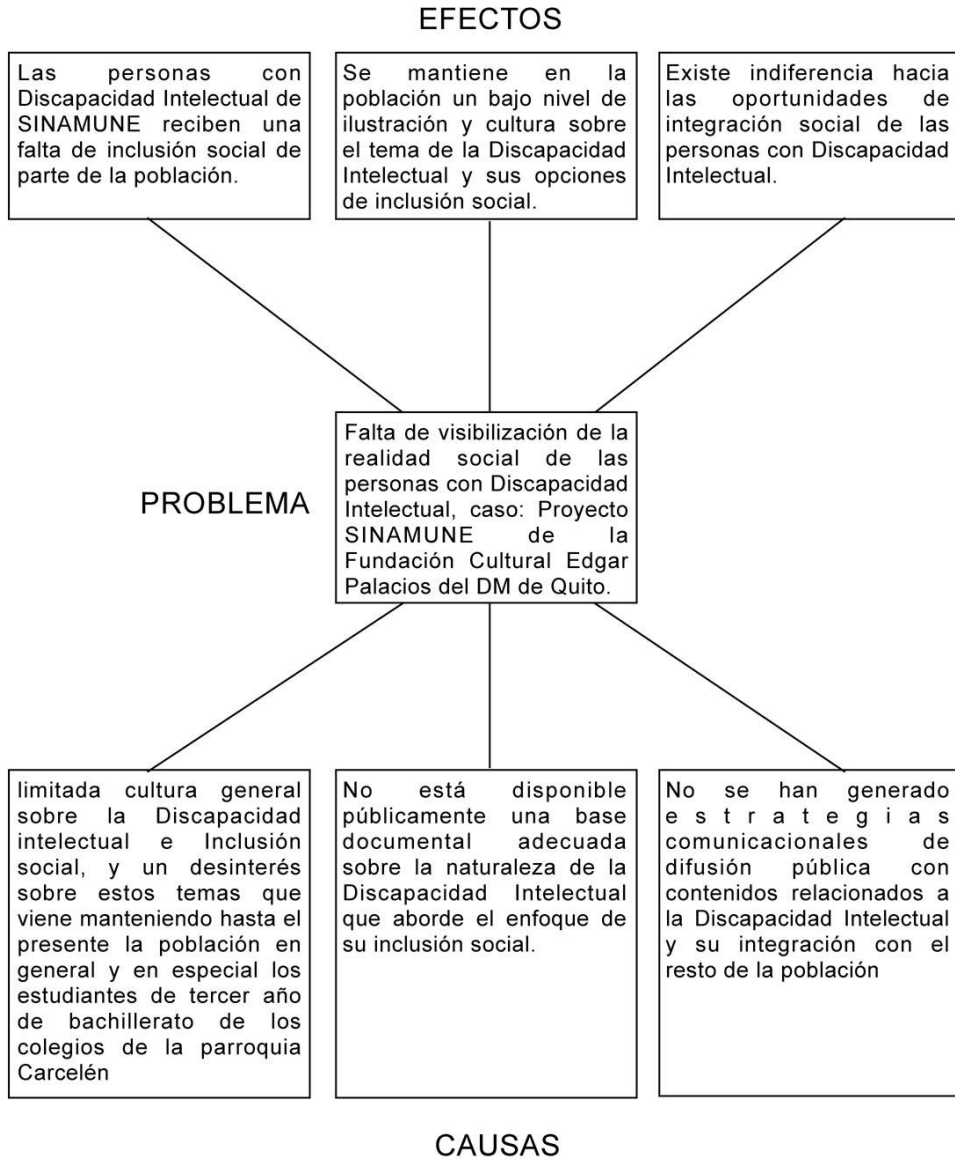 EFECTOS
Las personas con
Discapacidad Intelectual de
SINAMUNE reciben una
falta de inclusión social de
parte de la población.
Se mantiene en la
población un bajo nivel de
ilustración y cultura sobre
el tema de la Discapacidad
Intelectual y sus opciones
de inclusión social.
Existe indiferencia hacia
las oportunidades de
integración social de las
personas con Discapacidad
Intelectual.
PROBLEMA
Falta de visibilización de la
realidad social de las
personas con Discapacidad
Intelectual, caso: Proyecto
SINAMUNE de la
Fundación Cultural Edgar
Palacios del DM de Quito.
limitada cultura general
sobre la Discapacidad
intelectual e Inclusión
social, y un desinterés
sobre estos temas que
viene manteniendo hasta el
presente la población en
general y en especial los
estudiantes de tercer año
de bachillerato de los
colegios de la parroquia
Carcelén
No está disponible
públicamente una base
documental adecuada
sobre la naturaleza de la
Discapacidad Intelectual
que aborde el enfoque de
su inclusión social.
No se han generado
estrategias
comunicacionales de
difusión pública con
contenidos relacionados a
la Discapacidad Intelectual
y su integración con el
resto de la población
CAUSAS